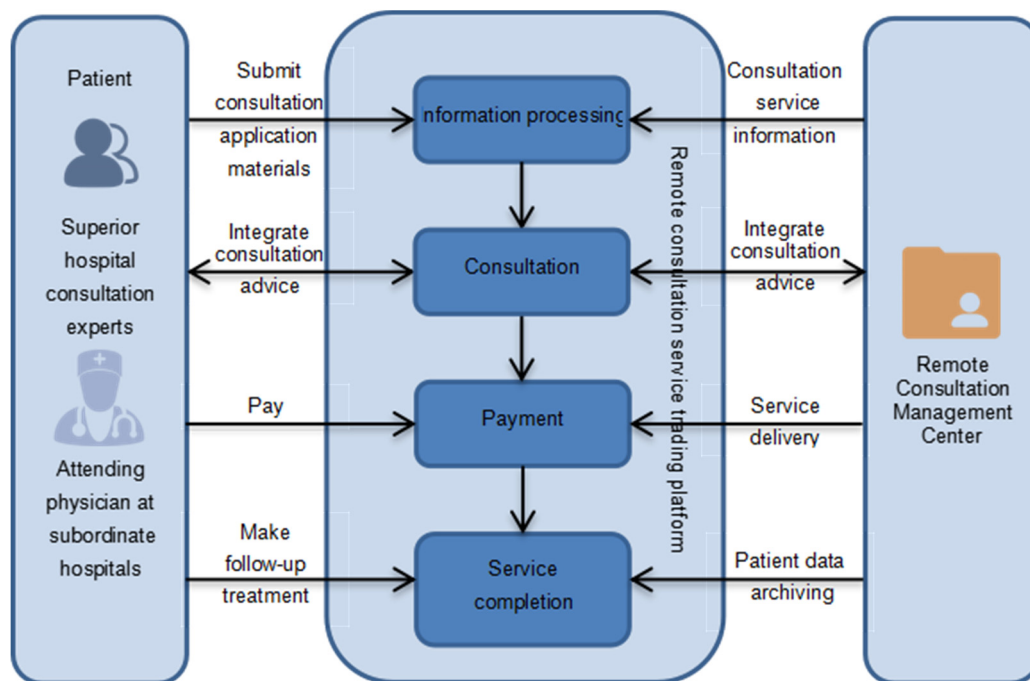 Patient
Superior
hospital
consultation
experts
Attending
physician at
subordinate
hospitals
Submit
consultation
application
materials
Integrate
consultation
advice
Pay
Make
follow-up
treatment
Information processing
Consultation
Payment
Service
completion
Remote consultation service trading platform
Consultation
service
information
Integrate
consultation
advice
Service
delivery
Patient data
archiving
Remote
Consultation
Management
Center